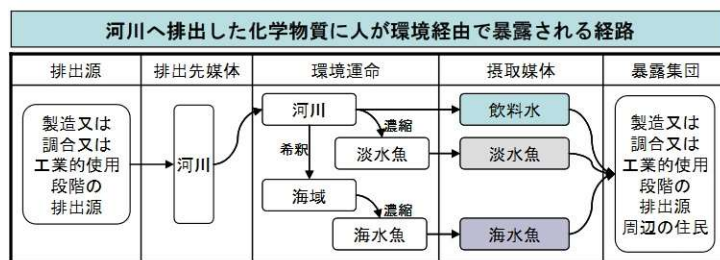 河川へ排出した化学物質に人が環境経由で暴露される経路
排出源
排出先媒体
環境運命
摂取媒体
暴露集団
製造又は
調合又は
工業的使用
段階の
排出源
河川
河川
濃縮
希釈
淡水魚
海域
濃縮
海水魚
飲料水
淡水魚
海水魚
製造又は
調合又は
工業的使用
段階の
排出源
周辺の住民